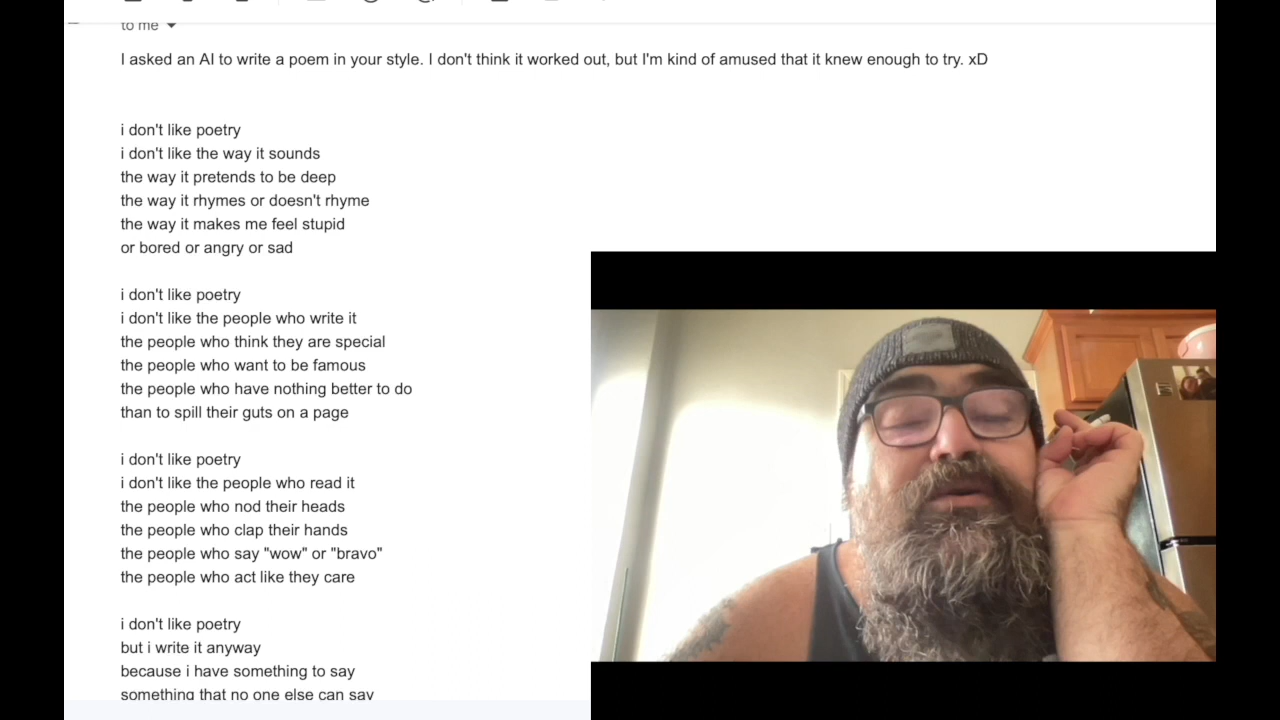 to me
I asked an AI to write a poem in your style. I don't think it worked out, but I'm kind of amused that it knew enough to try. xD
i don't like poetry
i don't like the way it sounds
the way it pretends to be deep
the way it rhymes or doesn't rhyme
the way it makes me feel stupid
or bored or angry or sad
i don't like poetry
i don't like the people who write it
the people who think they are special
the people who want to be famous
the people who have nothing better to do
than to spill their guts on a page
i don't like poetry
i don't like the people who read it
the people who nod their heads
the people who clap their hands
the people who say "wow" or "bravo"
the people who act like they care
i don't like poetry
but i write it anyway
because i have something to say
something that no one else can say